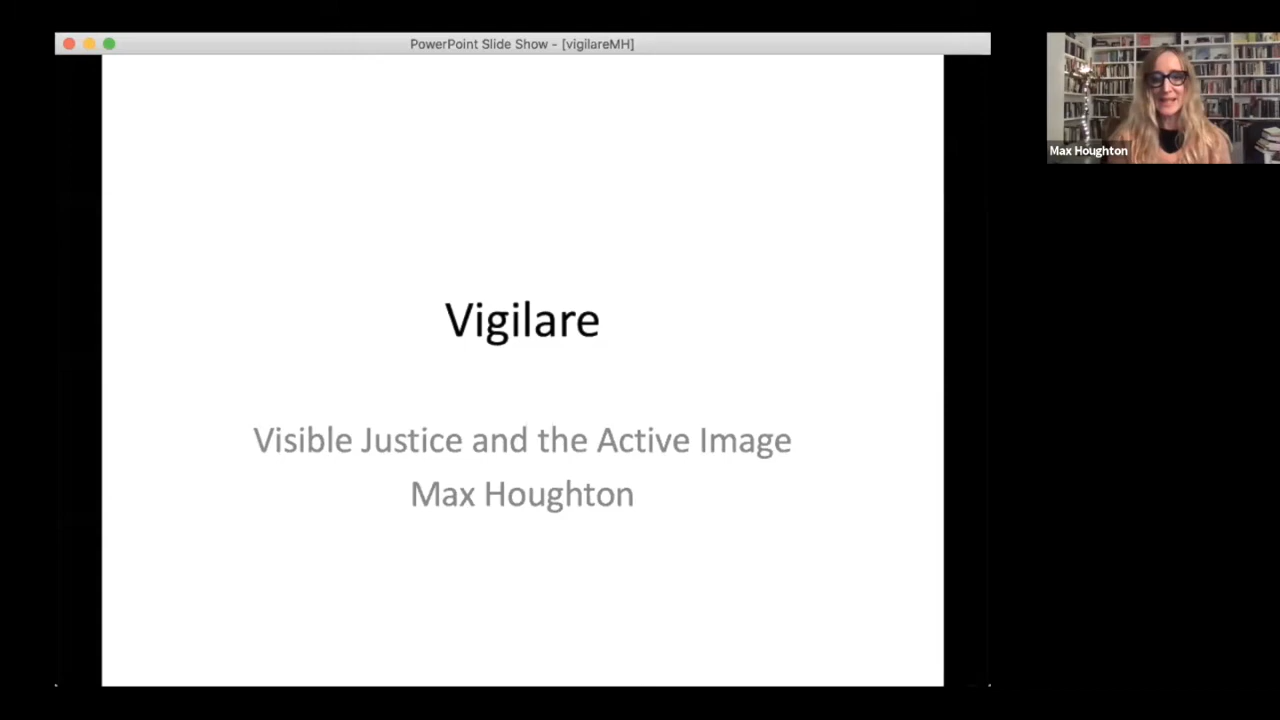 PowerPoint Slide Show - [vigilareMH]
Max Houghton
Vigilare
Visible Justice and the Active Image
Max Houghton